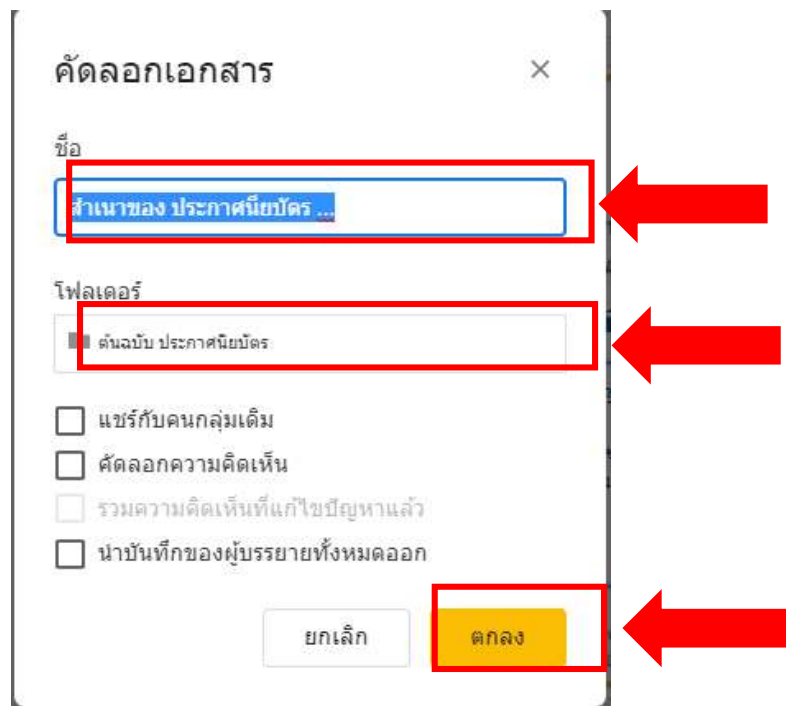 คัดลอกเอกสาร
ชื่อ
สำเนาของ ประกาศนียบัตร ...
โฟลเดอร์
ต้นฉบับ ประกาศนียบัตร
แชร์กับคนกลุ่มเดิม
คัดลอกความคิดเห็น
รวมความคิดเห็นที่แก้ไขปัญหาแล้ว
นำบันทึกของผู้บรรยายทั้งหมดออก
ยกเลิก ตกลง